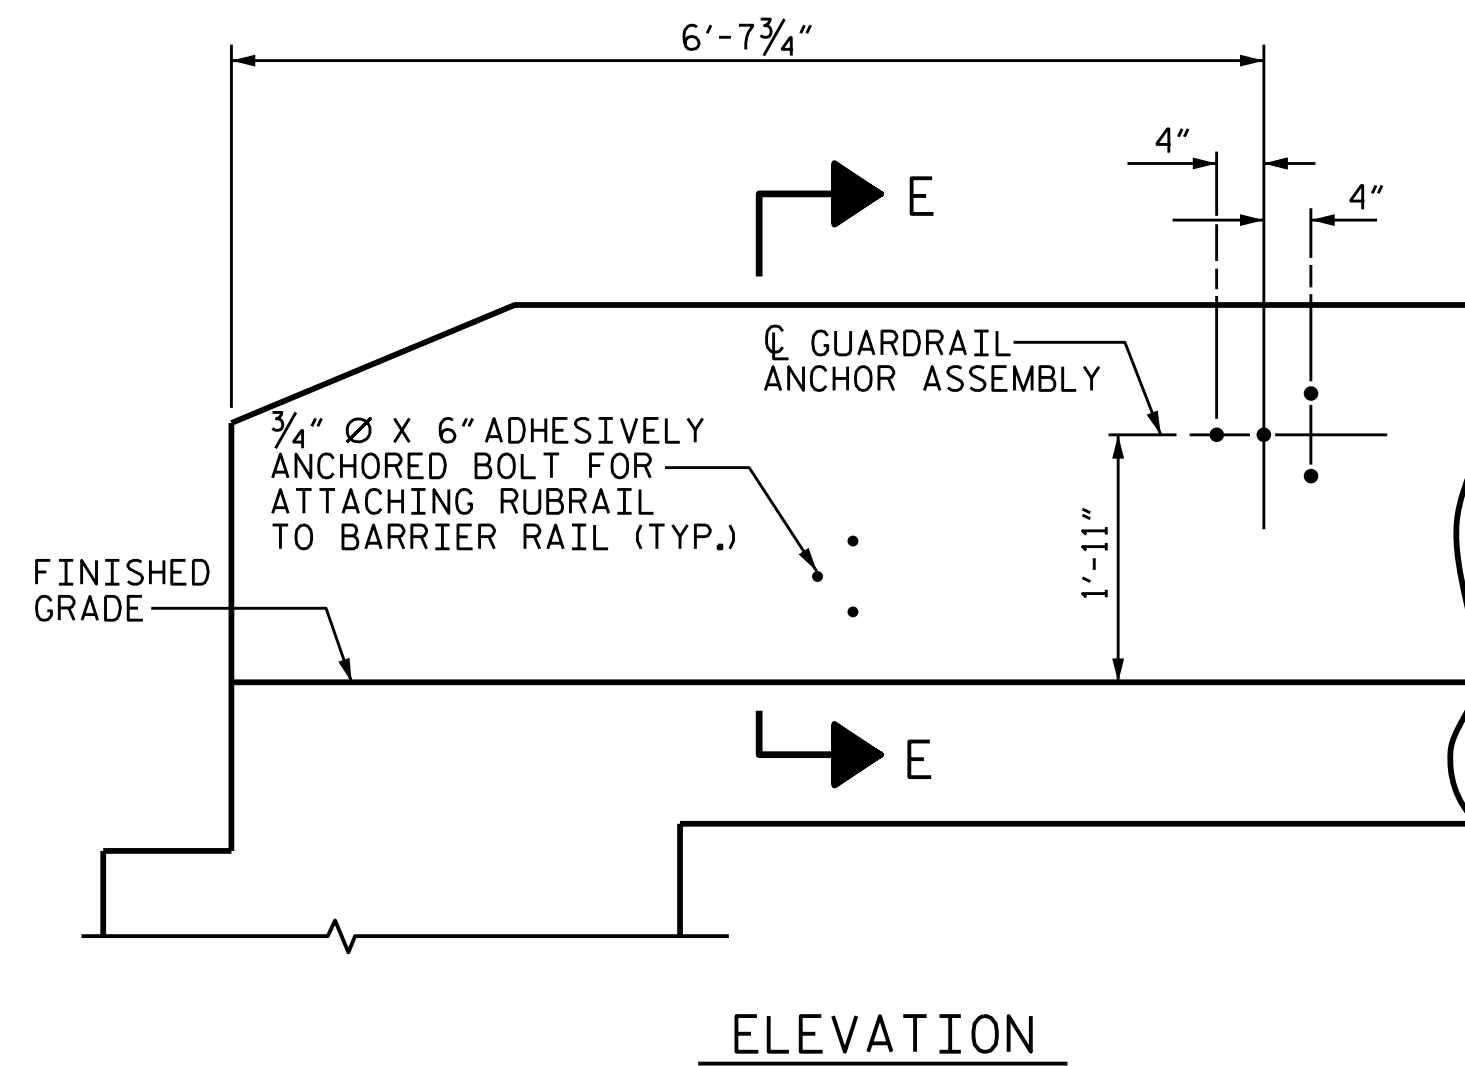 6'-7¾"
4"
4"
E
℄ GUARDRAIL
ANCHOR ASSEMBLY
¾" Ø X 6" ADHESIVELY
ANCHORED BOLT FOR
ATTACHING RUBRAIL
TO BARRIER RAIL (TYP.)
1'-11"
FINISHED
GRADE
E
ELEVATION